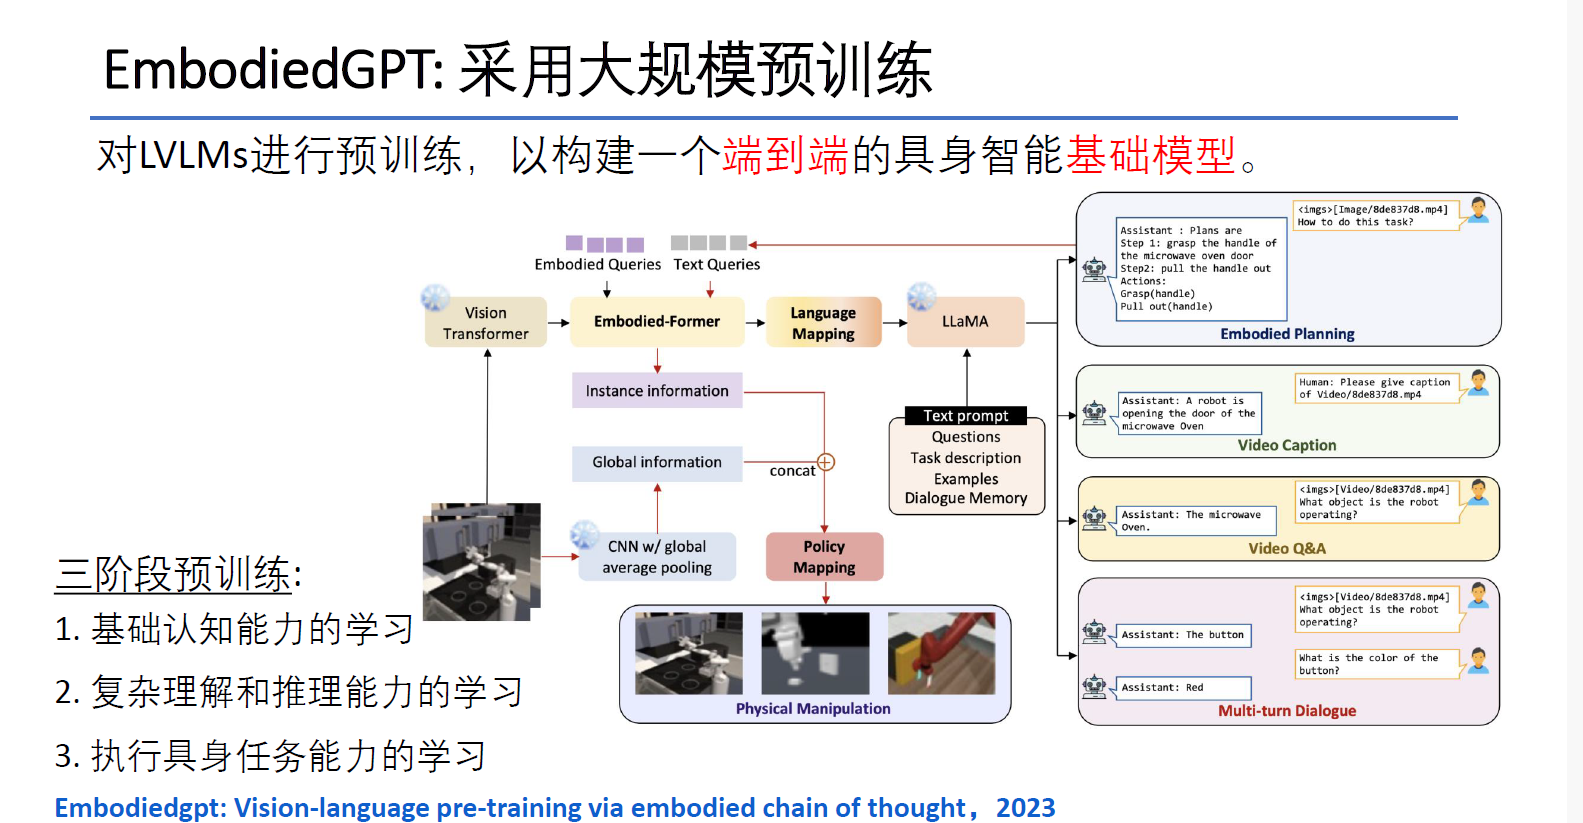 EmbodiedGPT: 采用大规模预训练
对LVLMs进行预训练，以构建一个端到端的具身智能基础模型。
Embodied Queries
Text Queries
Vision
Transformer
Embodied-Former
Language
Mapping
LLaMA
Instance information
Global information
concat
CNN w/ global
average pooling
Policy
Mapping
Physical Manipulation
Text prompt
Questions
Task description
Examples
Dialogue Memory
<imgs>[Image/8de837d8.mp4]
How to do this task?
Assistant : Plans are
Step 1: grasp the handle of
the microwave oven door
Step2: pull the handle out
Actions:
Grasp(handle)
Pull out(handle)
Embodied Planning
Human: Please give caption
of Video/8de837d8.mp4
Assistant: A robot is
opening the door of the
microwave Oven
Video Caption
<imgs>[Video/8de837d8.mp4]
What object is the robot
operating?
Assistant: The microwave
Oven.
Video Q&A
<imgs>[Video/8de837d8.mp4]
What object is the robot
operating?
Assistant: The button
What is the color of the
button?
Assistant: Red
Multi-turn Dialogue
三阶段预训练:
1. 基础认知能力的学习
2. 复杂理解和推理能力的学习
3. 执行具身任务能力的学习
Embodiedgpt: Vision-language pre-training via embodied chain of thought，2023